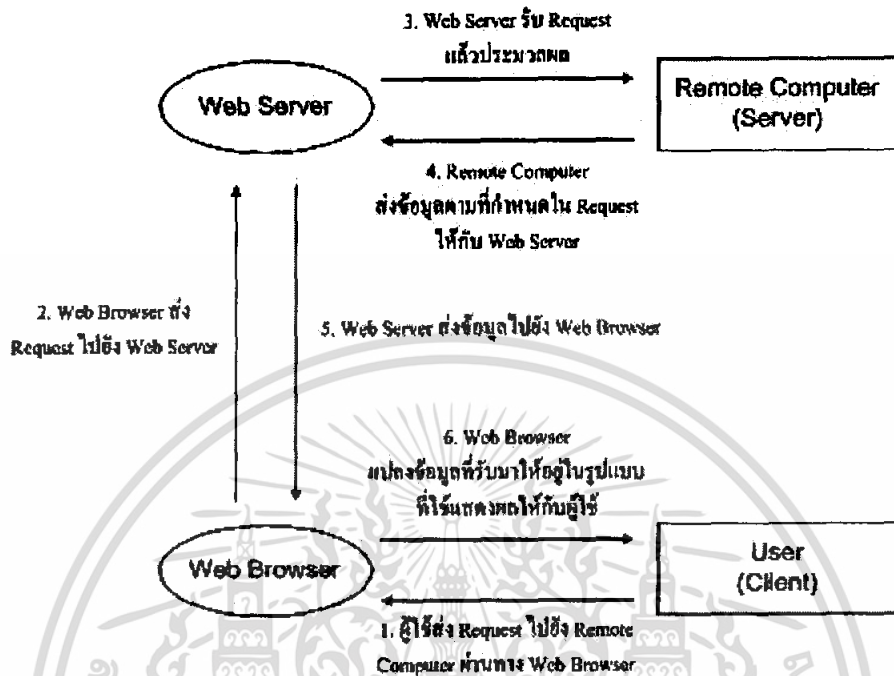 3. Web Server รับ Request
แล้วประมวลผล
Web Server
Remote Computer
(Server)
4. Remote Computer
ส่งข้อมูลตามที่กำหนดใน Request
ให้กับ Web Server
2. Web Browser ส่ง
Request ไปยัง Web Server
5. Web Server ส่งข้อมูลไปยัง Web Browser
6. Web Browser
แปลงข้อมูลที่รับมาให้อยู่ในรูปแบบ
ที่ใช้แสดงผลให้กับผู้ใช้
Web Browser
User
(Client)
1. ผู้ใช้ส่ง Request ไปยัง Remote
Computer ผ่านทาง Web Browser